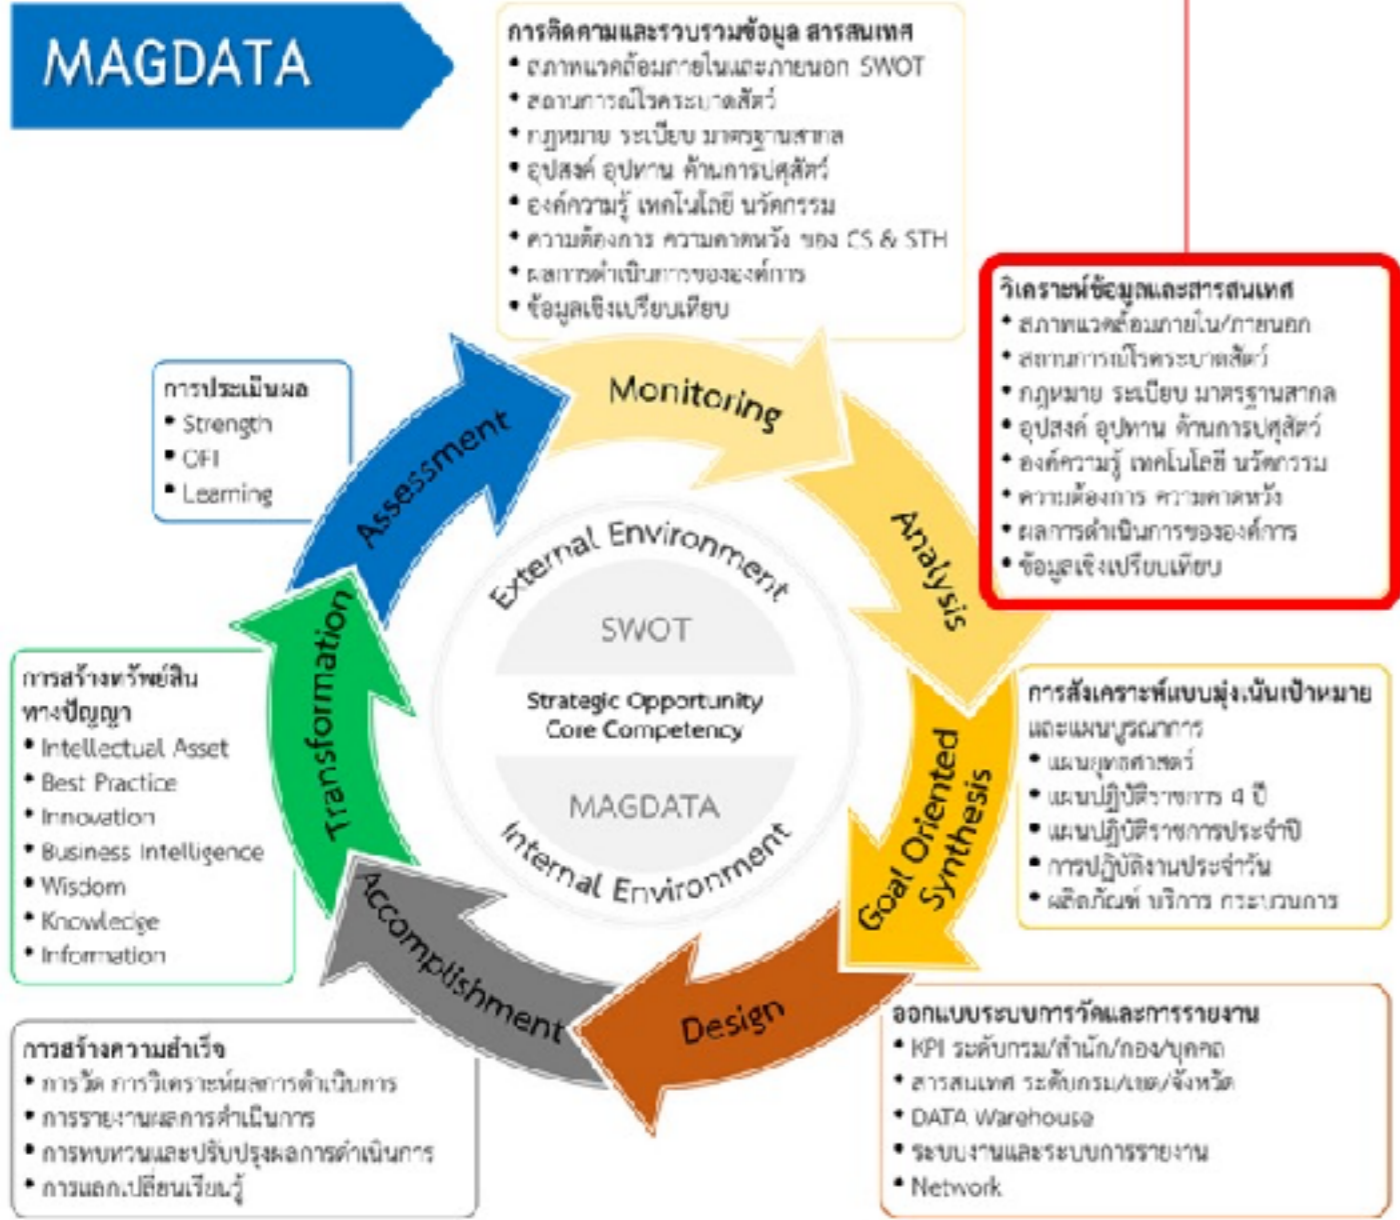 MAGDATA
การติดตามและรวบรวมข้อมูล สารสนเทศ
• สภาพแวดล้อมภายในและภายนอก SWOT
• สถานการณ์โรคระบาดสัตว์
• กฎหมาย ระเบียบ มาตรฐานสากล
• อุปสงค์ อุปทาน ด้านการปศุสัตว์
• องค์ความรู้ เทคโนโลยี นวัตกรรม
• ความต้องการ ความคาดหวัง ของ CS & STH
• ผลการดำเนินการขององค์การ
• ข้อมูลเชิงเปรียบเทียบ
วิเคราะห์ข้อมูลและสารสนเทศ
• สภาพแวดล้อมภายใน/ภายนอก
• สถานการณ์โรคระบาดสัตว์
• กฎหมาย ระเบียบ มาตรฐานสากล
• อุปสงค์ อุปทาน ด้านการปศุสัตว์
• องค์ความรู้ เทคโนโลยี นวัตกรรม
• ความต้องการ ความคาดหวัง
• ผลการดำเนินการขององค์การ
• ข้อมูลเชิงเปรียบเทียบ
การประเมินผล
• Strength
• OFI
• Learning
Monitoring
Analysis
Assessment
External Environment
SWOT
Strategic Opportunity
Core Competency
MAGDATA
Internal Environment
Transformation
Goal Oriented
Synthesis
Accomplishment
Design
การสร้างทรัพย์สิน
ทางปัญญา
• Intellectual Asset
• Best Practice
• Innovation
• Business Intelligence
• Wisdom
• Knowledge
• Information
การสังเคราะห์แบบมุ่งเน้นเป้าหมาย
และแผนบูรณาการ
• แผนยุทธศาสตร์
• แผนปฏิบัติราชการ 4 ปี
• แผนปฏิบัติราชการประจำปี
• การปฏิบัติงานประจำวัน
• ผลิตภัณฑ์ บริการ กระบวนการ
การสร้างความสำเร็จ
• การวัด การวิเคราะห์ผลการดำเนินการ
• การรายงานผลการดำเนินการ
• การทบทวนและปรับปรุงผลการดำเนินการ
• การแลกเปลี่ยนเรียนรู้
ออกแบบระบบการวัดและการรายงาน
• KPI ระดับกรม/สำนัก/กอง/บุคคล
• สารสนเทศ ระดับกรม/เขต/จังหวัด
• DATA Warehouse
• ระบบงานและระบบการรายงาน
• Network